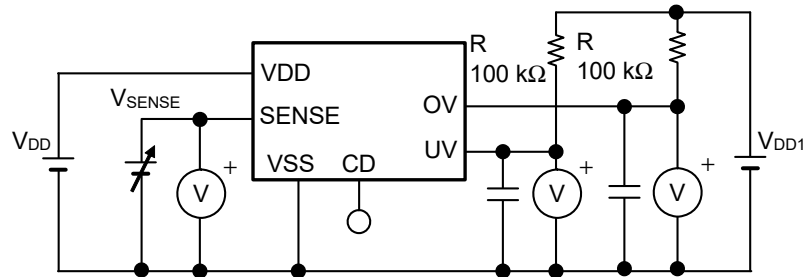 R
100 kΩ
R
100 kΩ
VDD
OV
VSENSE
SENSE
UV
VDD
VDD1
VSS
CD
+
V
+
V
+
V